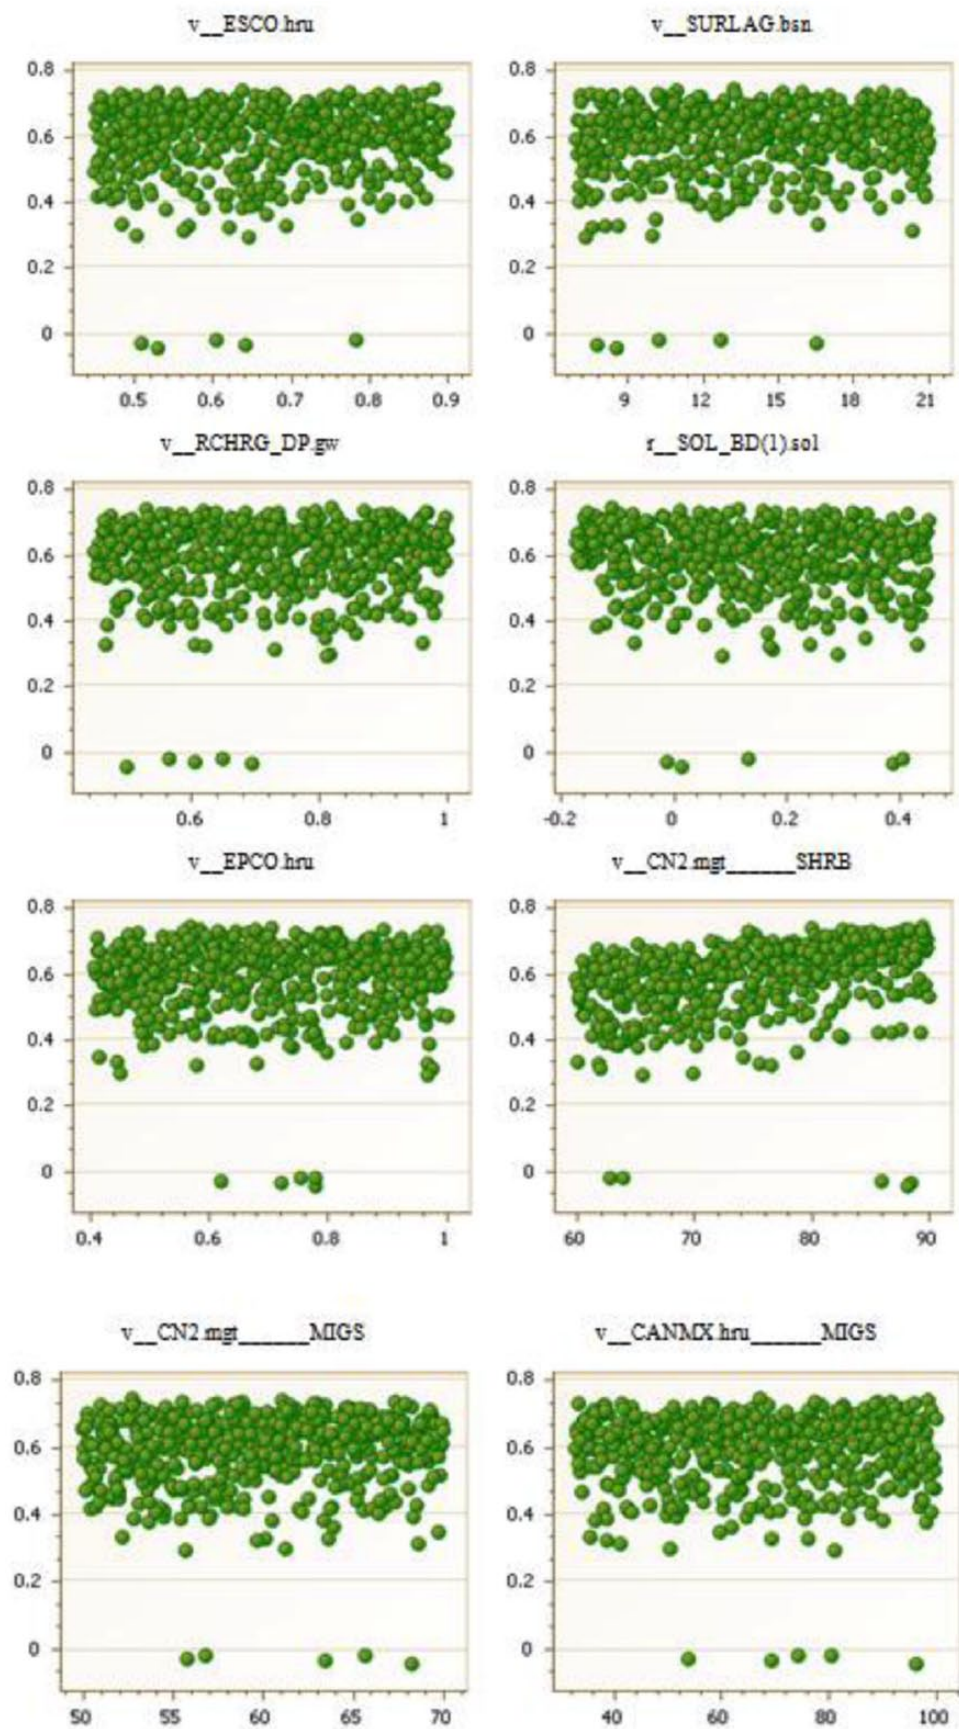 v__ESCO.hru v__SURLAG.bsn
0.8 0.8
0.6 0.6
0.4 0.4
0.2 0.2
0 0
0.5 0.6 0.7 0.8 0.9 9 12 15 18 21
v__RCHRG_DP.gw r__SOL_BD(1).sol
0.8 0.8
0.6 0.6
0.4 0.4
0.2 0.2
0 0
0.6 0.8 1 -0.2 0 0.2 0.4
v__EPCO.hru v__CN2.mgt______SHRB
0.8 0.8
0.6 0.6
0.4 0.4
0.2 0.2
0 0
0.4 0.6 0.8 1 60 70 80 90
v__CN2.mgt______MIGS v__CANMX.hru______MIGS
0.8 0.8
0.6 0.6
0.4 0.4
0.2 0.2
0 0
50 55 60 65 70 40 60 80 100